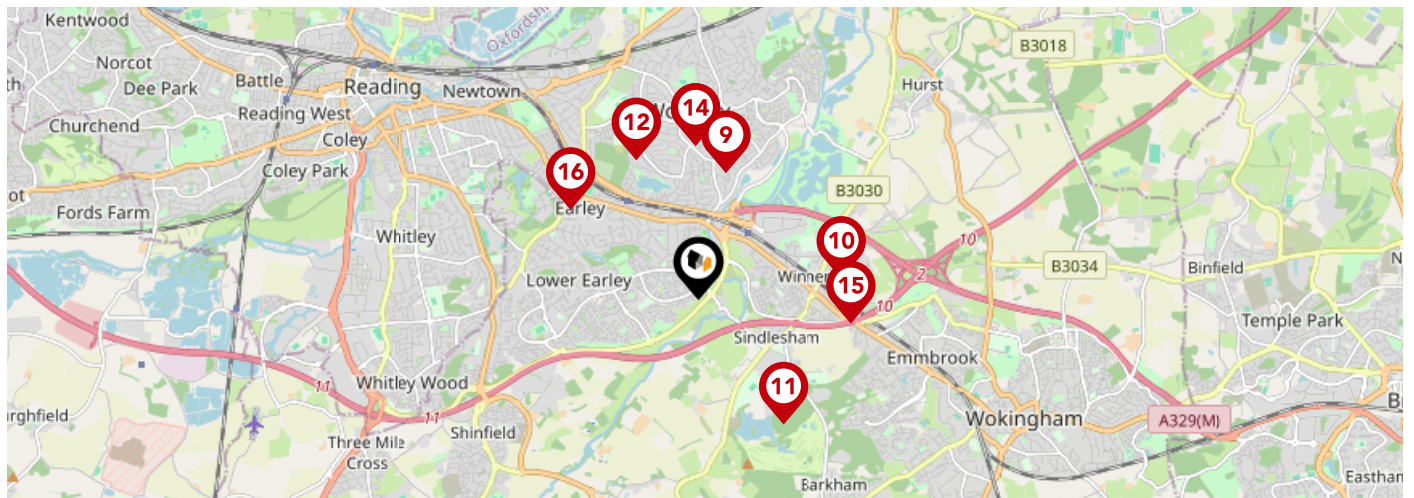 Kentwood
Oxfordshi
B3018
Norcot
Battle
Reading
Newtown
Hurst
Dee Park
Reading West
14
Churchend
12
9
Coley
Coley Park
16
B3030
Fords Farm
Earley
Whitley
10
10
Lower Earley
Winner
2
B3034
Binfield
15
10
Temple Park
Sindlesham
Emmbrook
11
Whitley Wood
11
11
Wokingham
A329(M)
Shinfield
Three Mile
Cross
Barkham